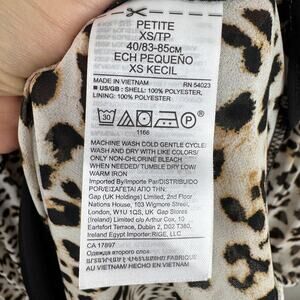 PETITE
XS/TP
40/83-85CM
ECH PEQUEÑO
XS KECIL
MADE IN VIETNAM RN 54023
■ US/GB : SHELL: 100% POLYESTER,
LINING: 100% POLYESTER.
30 P
1166
MACHINE WASH COLD GENTLE CYCLE/
WASH AND DRY WITH LIKE COLORS/
ONLY NON-CHLORINE BLEACH
WHEN NEEDED/ TUMBLE DRY LOW/
WARM IRON
Imported By/Importe Par/DISTRIBUIDO
POR/ΕΙΣΑΓΕΤΑΙ ΑΠΟ ΤΗΝ:
Gap (UK Holdings) Limited, 2nd Floor
Nations House, 103 Wigmore Street,
London, W1U 1QS, UK Gap Stores
(Ireland) Limited c/o Arthur Cox, 10
Earlsfort Terrace, Dublin 2, D02 T380,
Ireland Egypt Importer:RIGE, LLC
CA 17897
Одежда второго слоя
AU VIETNAM/ HECHO EN VIETNAM